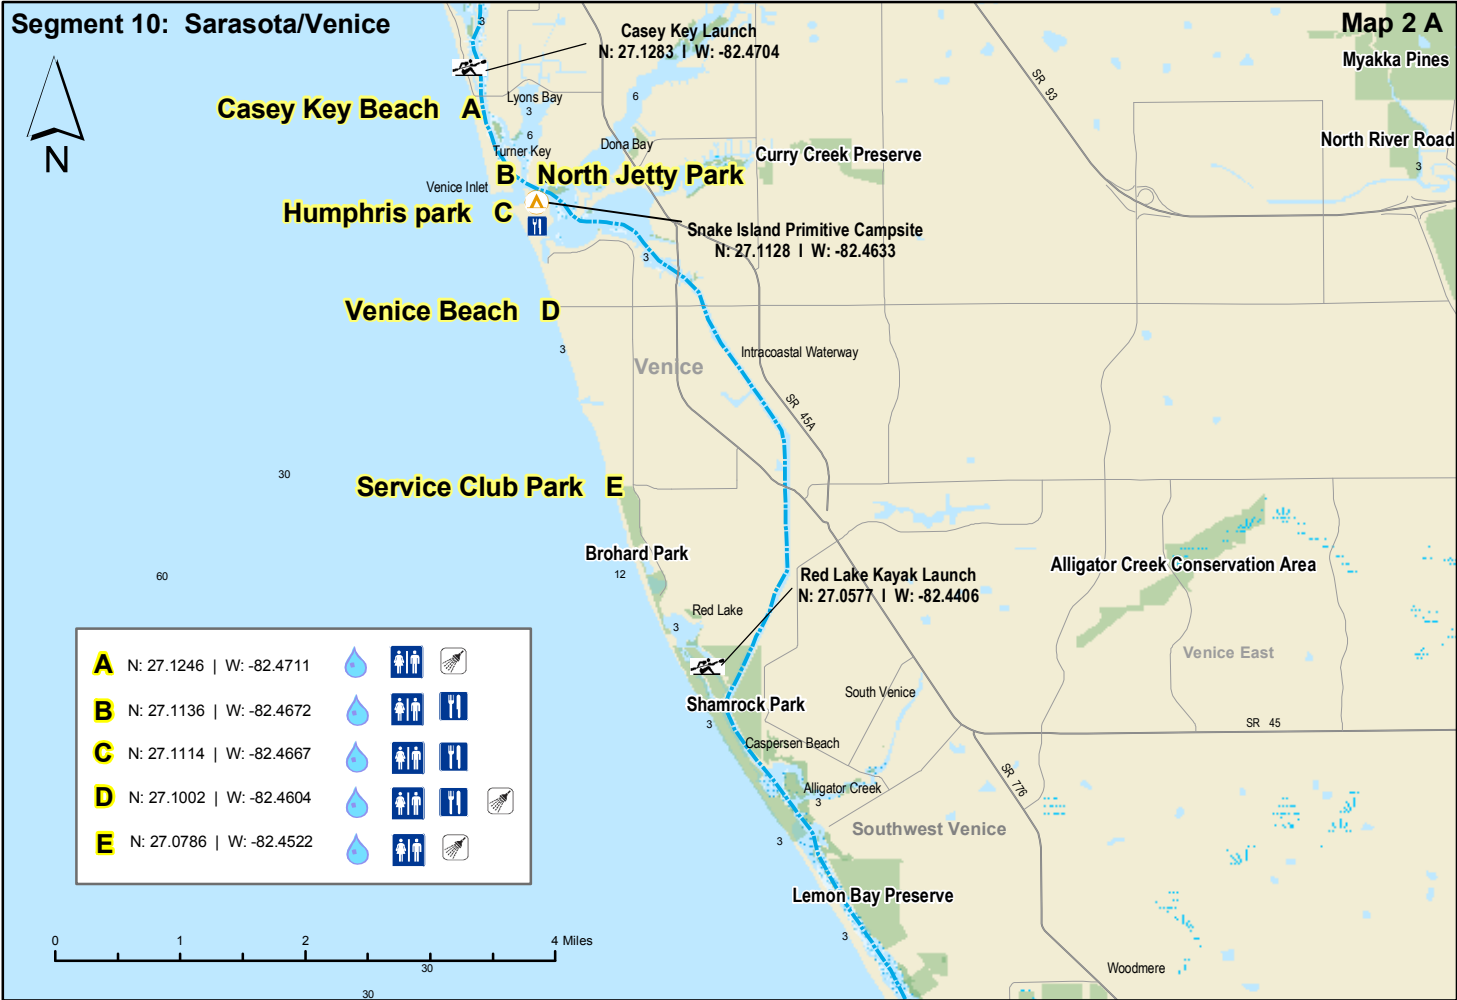 Segment 10: Sarasota/Venice
Map 2 A
3
Casey Key Launch
N: 27.1283 | W: -82.4704
Myakka Pines
SR 93
Casey Key Beach A
Lyons Bay
3
6
6
N
Turner Key
Dona Bay
Curry Creek Preserve
North River Road
3
B North Jetty Park
Venice Inlet
Humphris park C
Snake Island Primitive Campsite
N: 27.1128 | W: -82.4633
3
Venice Beach D
3
Intracoastal Waterway
Venice
SR 45A
30
Service Club Park E
Brohard Park
12
60
Alligator Creek Conservation Area
Red Lake Kayak Launch
N: 27.0577 | W: -82.4406
Red Lake
3
Venice East
A N: 27.1246 | W: -82.4711
B N: 27.1136 | W: -82.4672
C N: 27.1114 | W: -82.4667
D N: 27.1002 | W: -82.4604
E N: 27.0786 | W: -82.4522
South Venice
Shamrock Park
3
SR 45
Caspersen Beach
SR 776
Alligator Creek
3
Southwest Venice
3
Lemon Bay Preserve
3
0 1 2 4 Miles
30
Woodmere
30